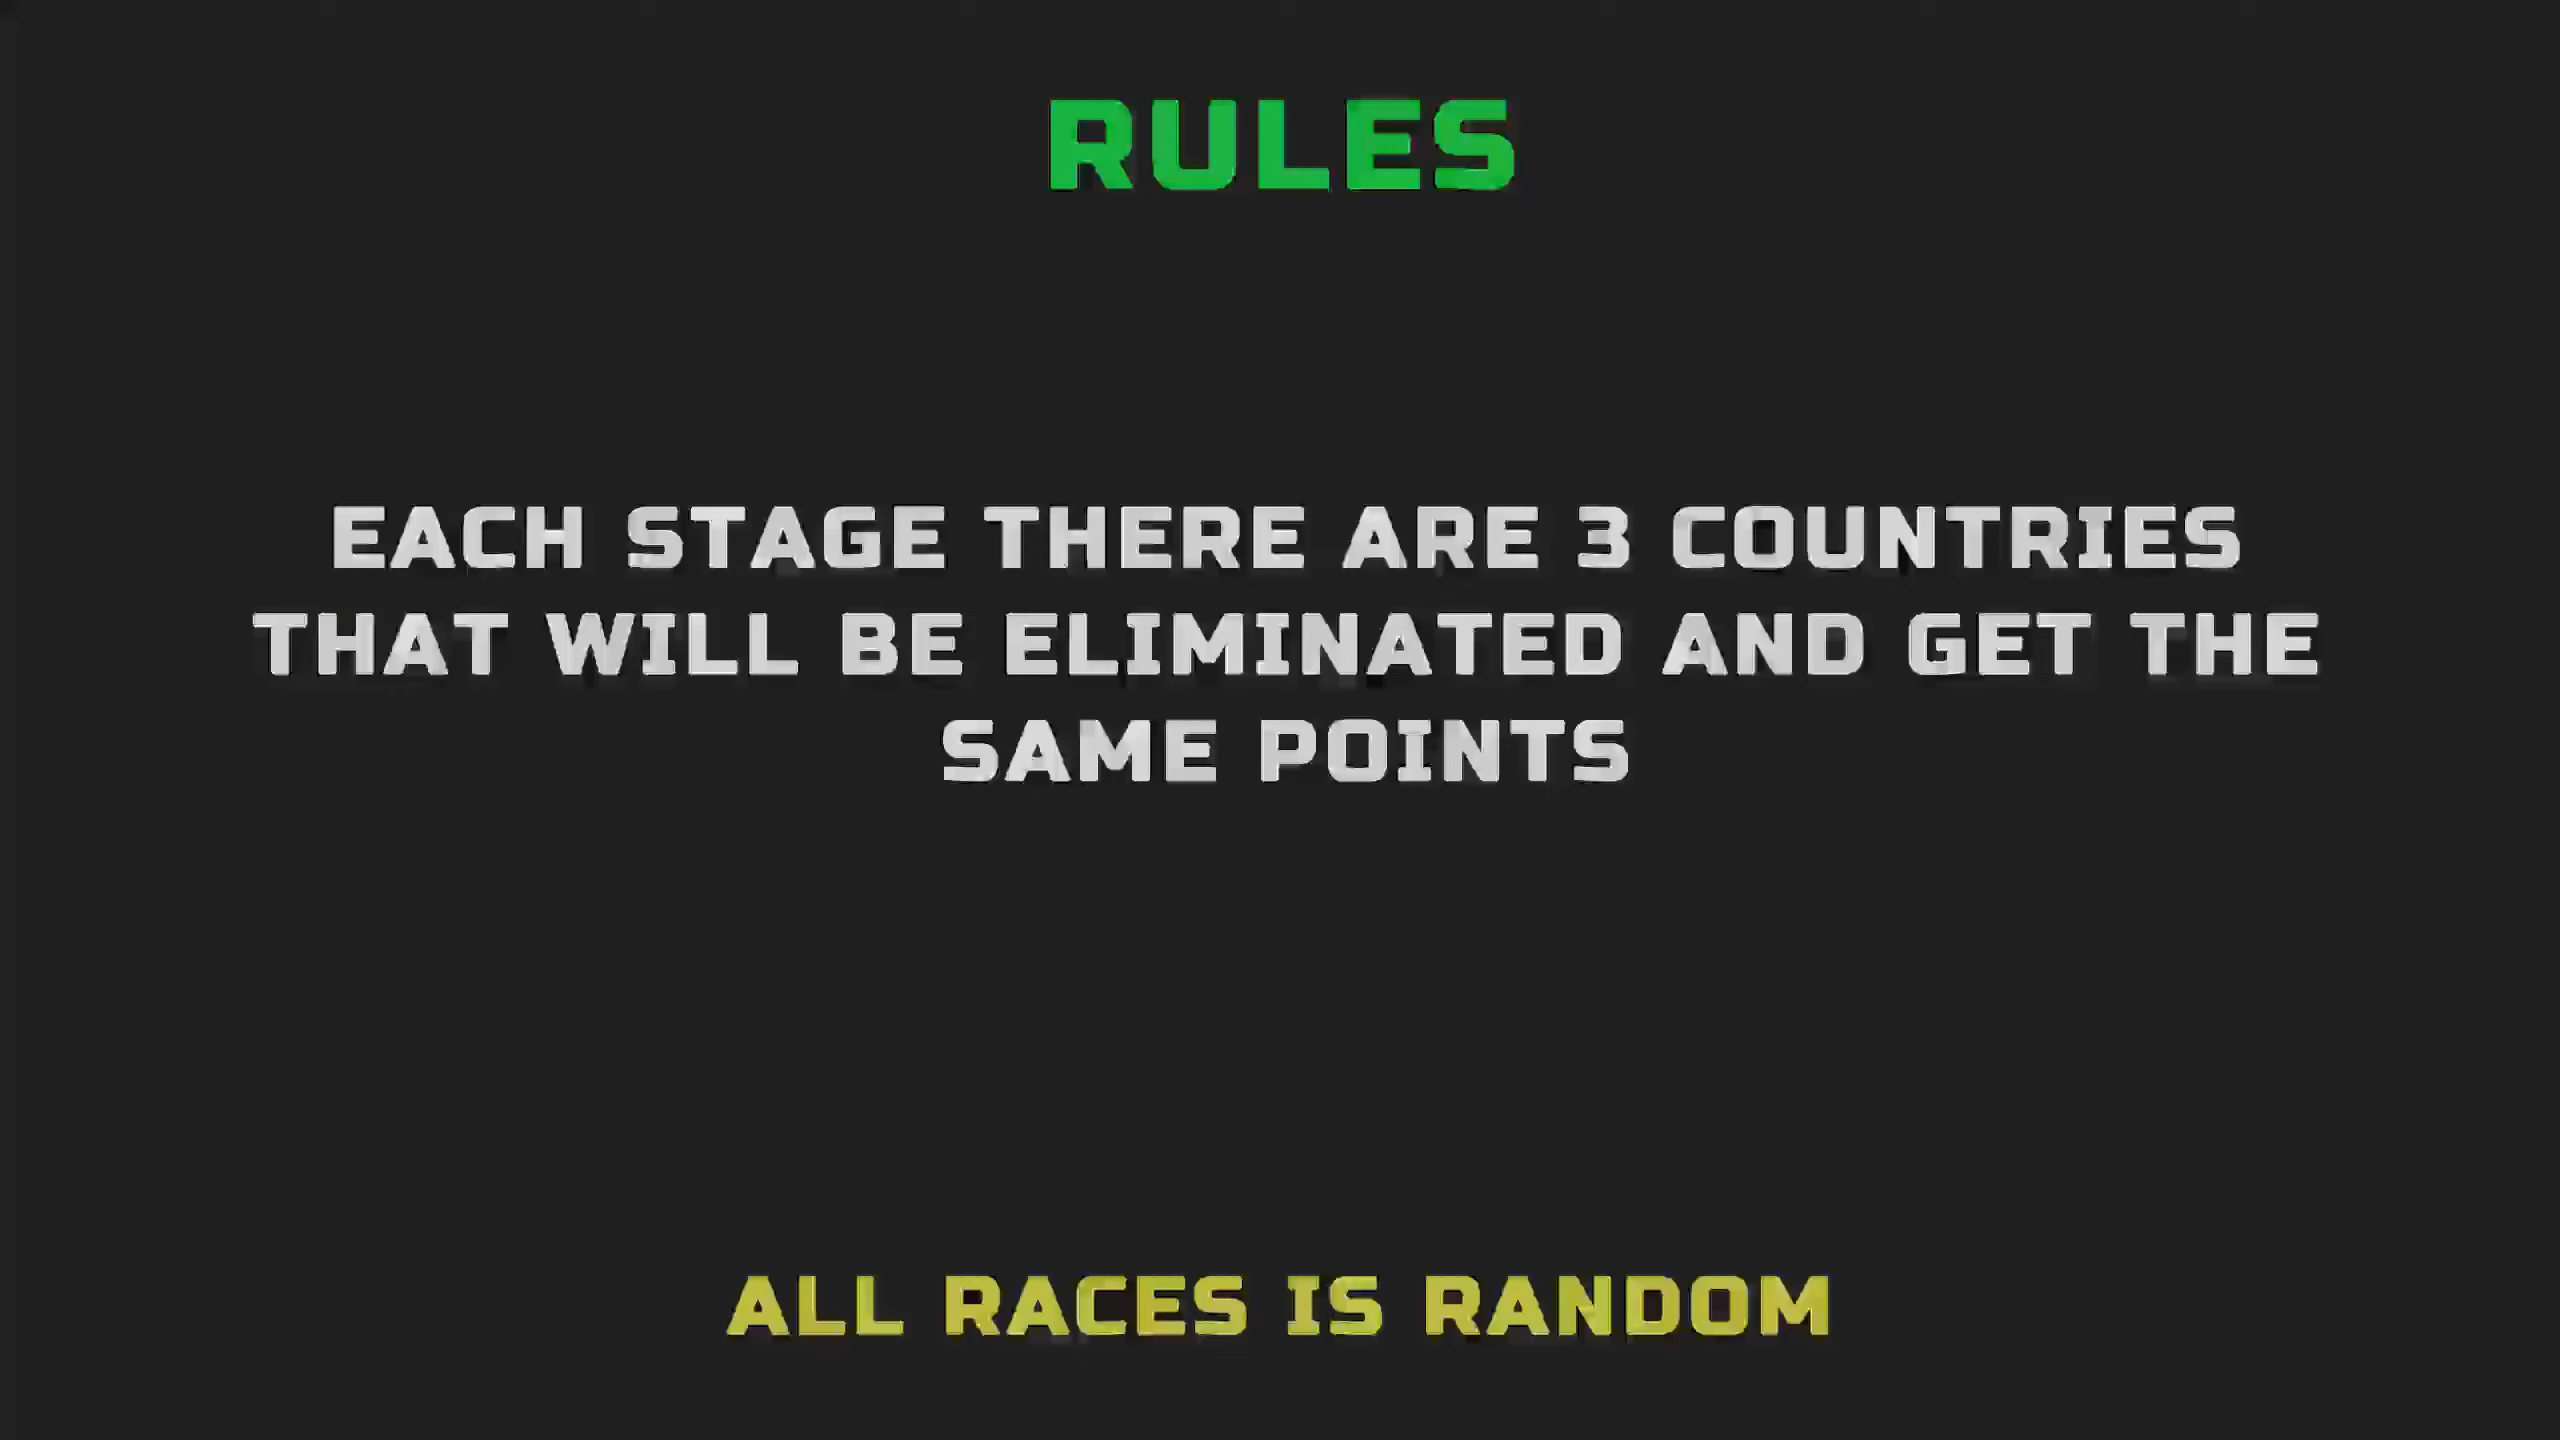 RULES
EACH STAGE THERE ARE 3 COUNTRIES
THAT WILL BE ELIMINATED AND GET THE
SAME POINTS
ALL RACES IS RANDOM